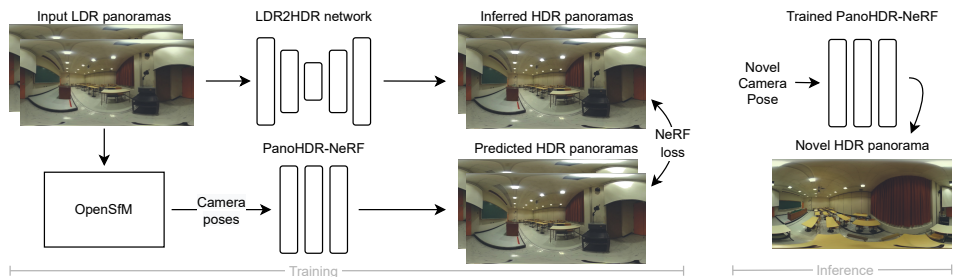 Input LDR panoramas
LDR2HDR network
Inferred HDR panoramas
Trained PanoHDR-NeRF
Novel
Camera
Pose
NeRF
loss
PanoHDR-NeRF
Predicted HDR panoramas
Novel HDR panorama
OpenSfM
Camera
poses
Training
Inference